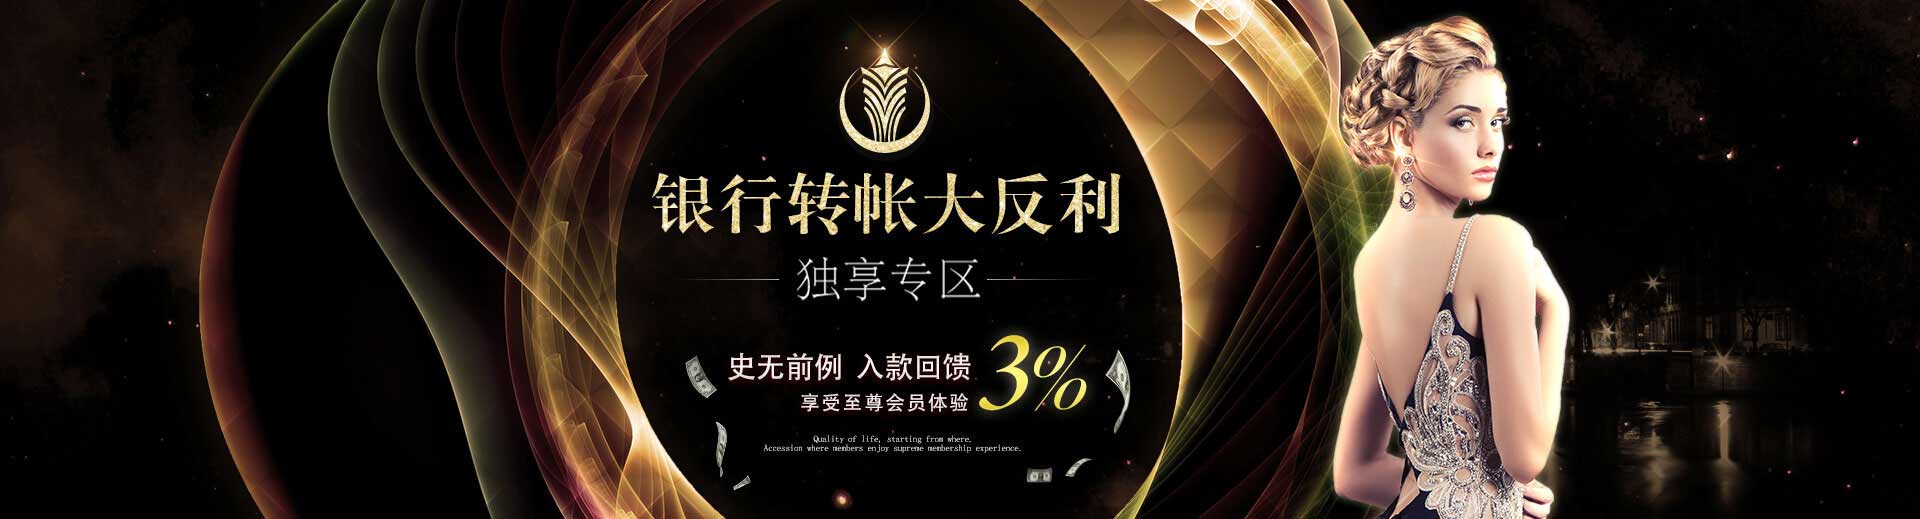 银行转帐大反利
独享专区
史无前例 入款回馈 3%
享受至尊会员体验
Quality of life, starting from where.
Accession where members enjoy supreme membership experience.